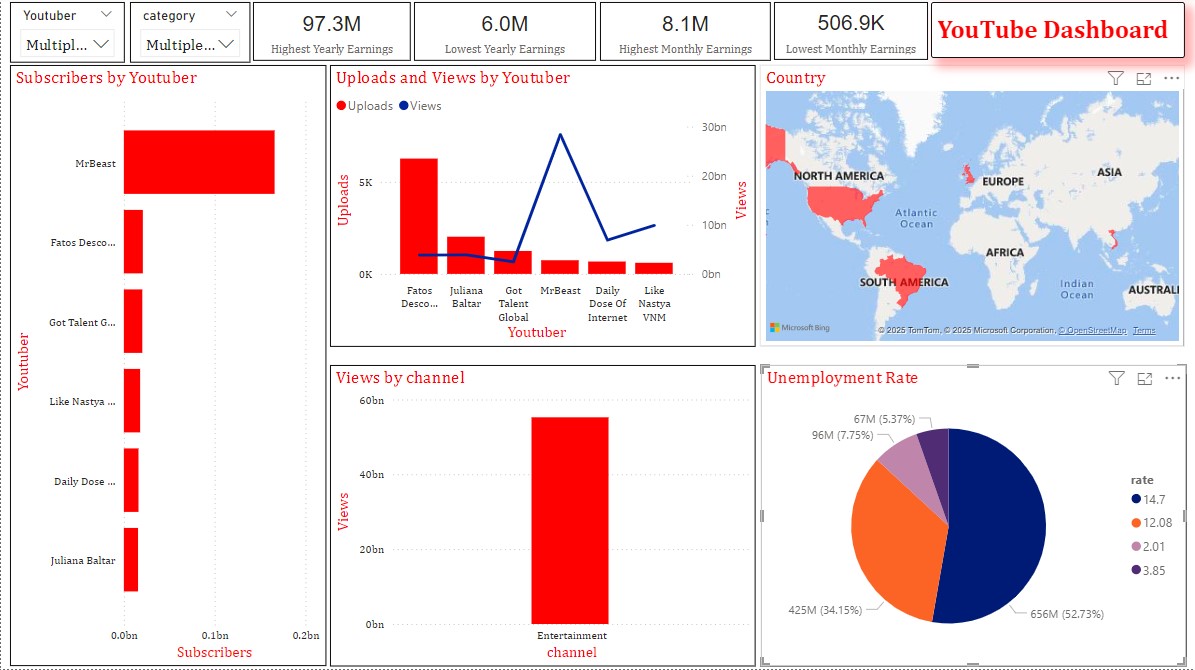 Youtuber
Multipl...
category
Multiple...
97.3M
Highest Yearly Earnings
6.0M
Lowest Yearly Earnings
8.1M
Highest Monthly Earnings
506.9K
Lowest Monthly Earnings
YouTube Dashboard
Subscribers by Youtuber
Youtuber
MrBeast
Fatos Desco...
Got Talent G...
Like Nastya ...
Daily Dose ...
Juliana Baltar
0.0bn
0.1bn
0.2bn
Subscribers
Uploads and Views by Youtuber
Uploads
Views
Uploads
5K
0K
30bn
20bn
10bn
0bn
Views
Fatos
Desco...
Juliana
Baltar
Got
Talent
Global
MrBeast
Daily
Dose Of
Internet
Like
Nastya
VNM
Youtuber
Country
NORTH AMERICA
EUROPE
ASIA
Atlantic
Ocean
AFRICA
SOUTH AMERICA
Indian
Ocean
AUSTRALI
Microsoft Bing
© 2025 TomTom, © 2025 Microsoft Corporation, © OpenStreetMap Terms
Views by channel
Views
60bn
40bn
20bn
0bn
Entertainment
channel
Unemployment Rate
67M (5.37%)
96M (7.75%)
425M (34.15%)
656M (52.73%)
rate
14.7
12.08
2.01
3.85